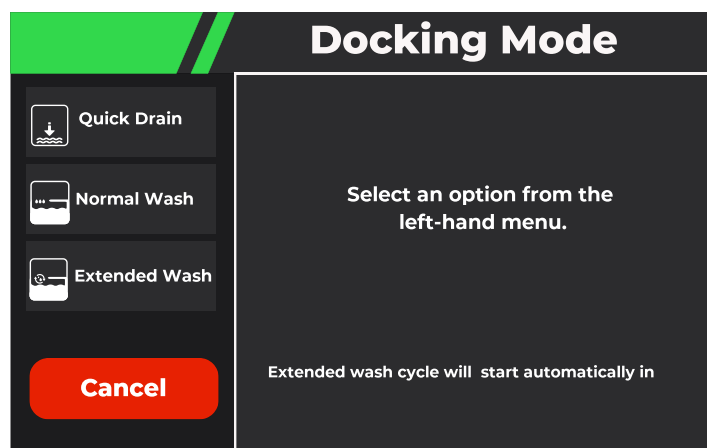 Docking Mode
Quick Drain
Normal Wash
Extended Wash
Cancel
Select an option from the
left-hand menu.
Extended wash cycle will start automatically in